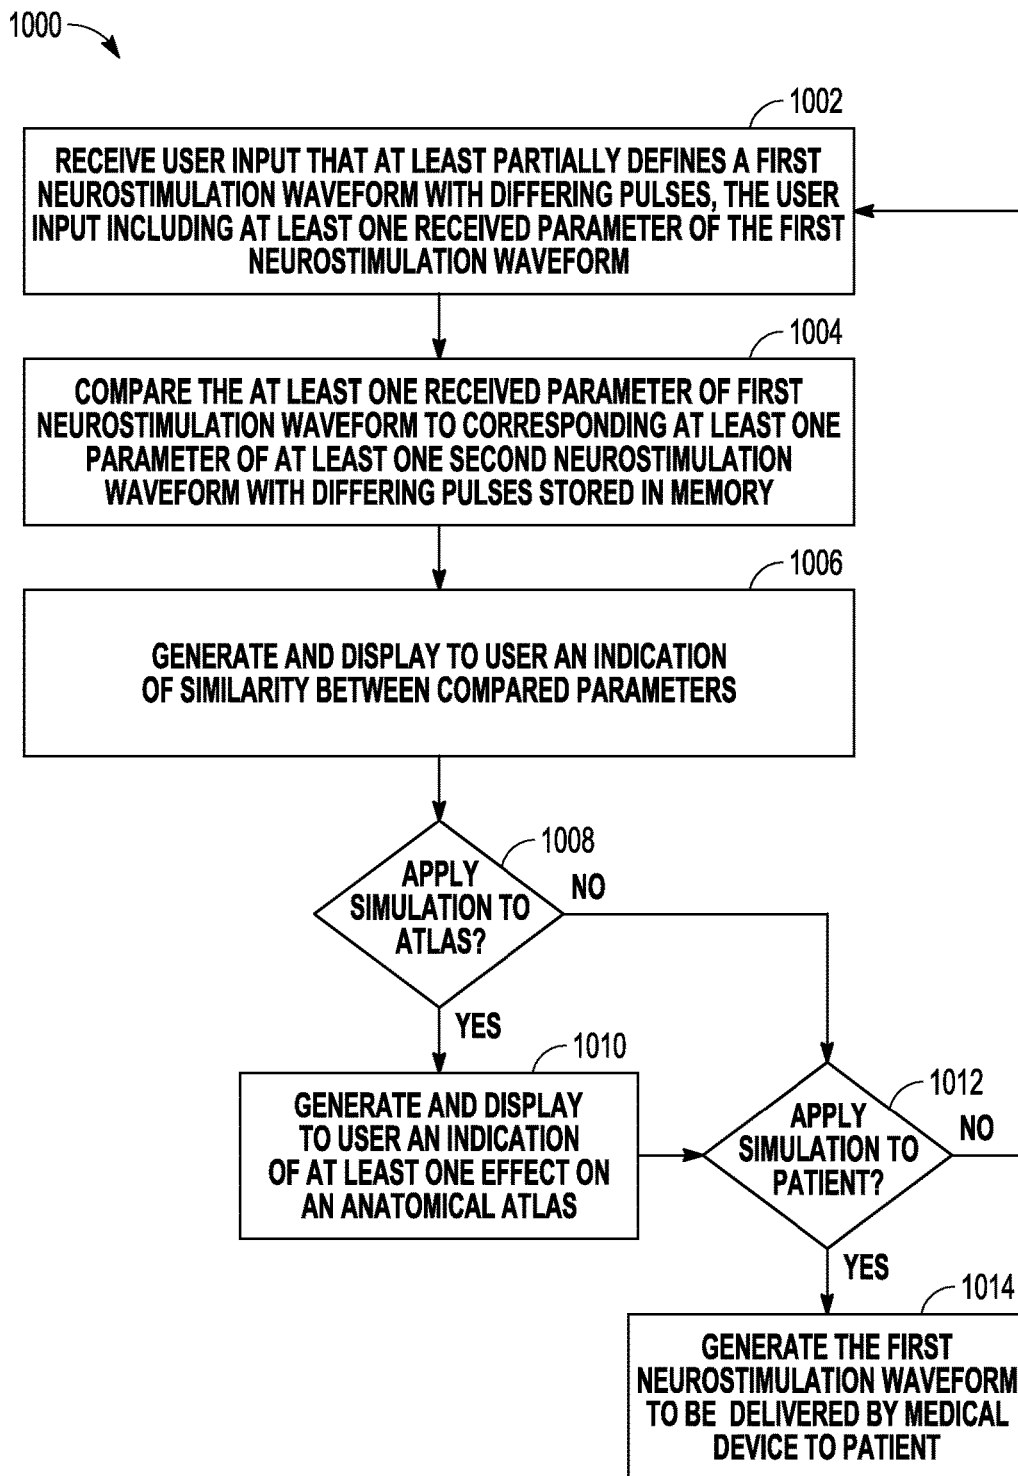 1000
1002
RECEIVE USER INPUT THAT AT LEAST PARTIALLY DEFINES A FIRST
NEUROSTIMULATION WAVEFORM WITH DIFFERING PULSES, THE USER
INPUT INCLUDING AT LEAST ONE RECEIVED PARAMETER OF THE FIRST
NEUROSTIMULATION WAVEFORM
1004
COMPARE THE AT LEAST ONE RECEIVED PARAMETER OF FIRST
NEUROSTIMULATION WAVEFORM TO CORRESPONDING AT LEAST ONE
PARAMETER OF AT LEAST ONE SECOND NEUROSTIMULATION
WAVEFORM WITH DIFFERING PULSES STORED IN MEMORY
1006
GENERATE AND DISPLAY TO USER AN INDICATION
OF SIMILARITY BETWEEN COMPARED PARAMETERS
1008
APPLY
SIMULATION TO
ATLAS?
NO
YES
1010
GENERATE AND DISPLAY
TO USER AN INDICATION
OF AT LEAST ONE EFFECT ON
AN ANATOMICAL ATLAS
1012
APPLY
SIMULATION TO
PATIENT?
NO
YES
1014
GENERATE THE FIRST
NEUROSTIMULATION WAVEFORM
TO BE DELIVERED BY MEDICAL
DEVICE TO PATIENT